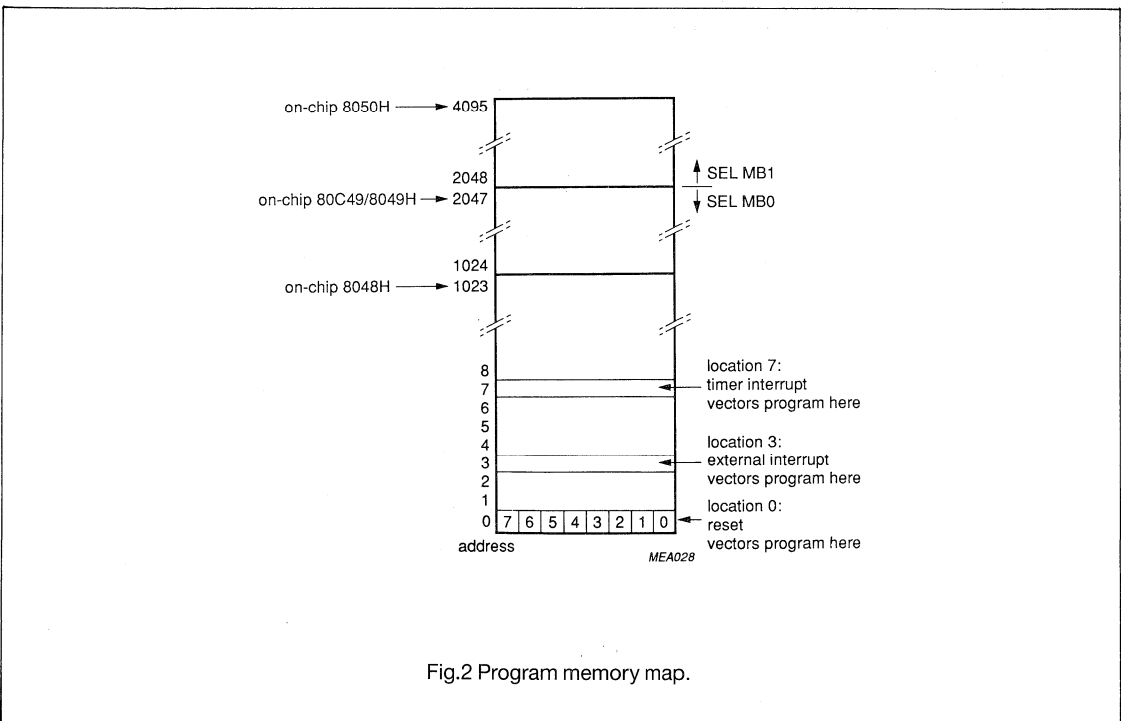 on-chip 8050H 4095
2048
SEL MB1
on-chip 80C49/8049H 2047
SEL MB0
1024
on-chip 8048H 1023
8
location 7:
7
timer interrupt
vectors program here
6
5
4
location 3:
3
external interrupt
vectors program here
2
1
location 0:
0 7 6 5 4 3 2 1 0
reset
vectors program here
address
MEA028
Fig.2 Program memory map.